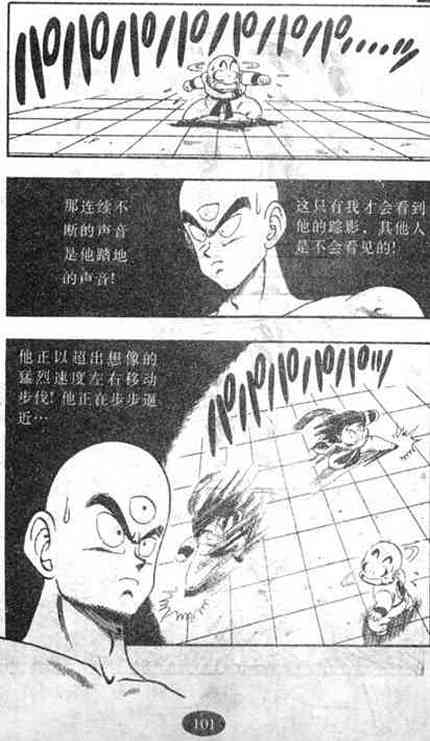 パパパパパパパパ……ッ
这只有我才会看到
他的踪影，其他人
是不会看见的！
那连续不
断的声音
是他踏地
的声音！
他正以超出想像的
猛烈速度左右移动
步伐！他正在步步逼
近…
パパパパパパパッ
101